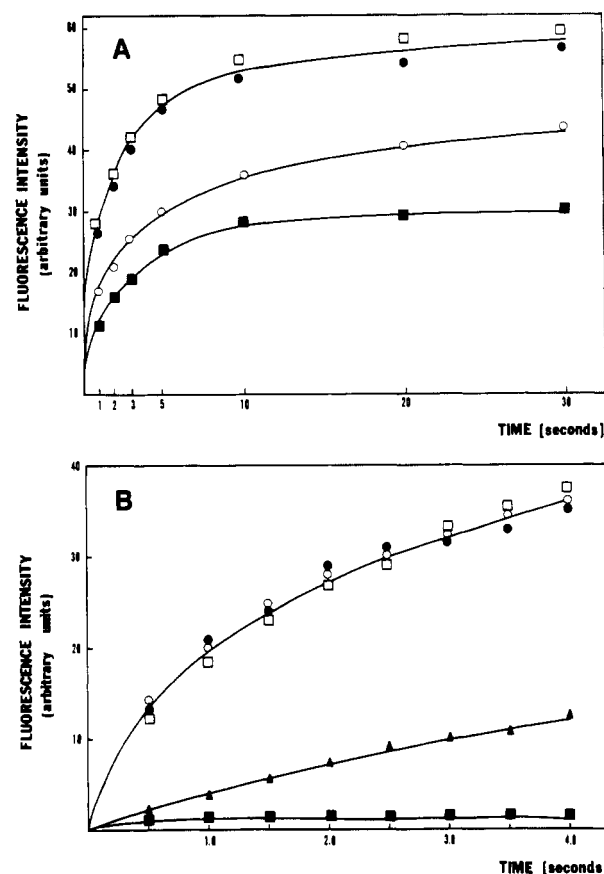 A
FLUORESCENCE INTENSITY
(arbitrary units)
60
50
40
30
20
10
1 2 3 5 10 20 30
TIME [seconds]
B
FLUORESCENCE INTENSITY
(arbitrary units)
40
30
20
10
1.0 2.0 3.0 4.0
TIME [seconds]